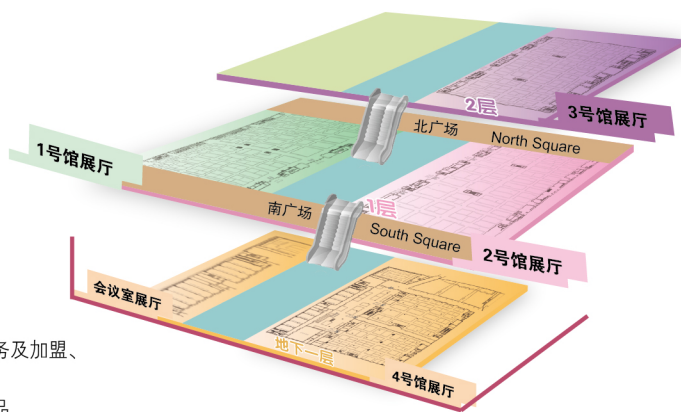 2层
3号馆展厅
北广场 North Square
1号馆展厅
南广场 1层 South Square
2号馆展厅
会议室展厅
务及加盟、
地下一层
4号馆展厅
品